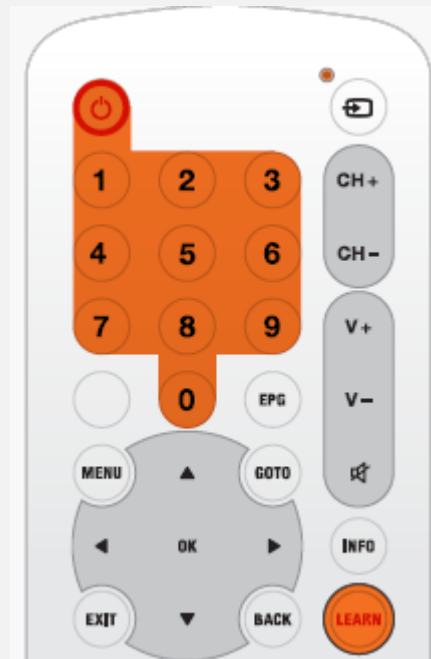 1 2 3 CH+
4 5 6 CH-
7 8 9 V+
0 EPG V-
MENU GOTO
OK INFO
EXIT BACK LEARN